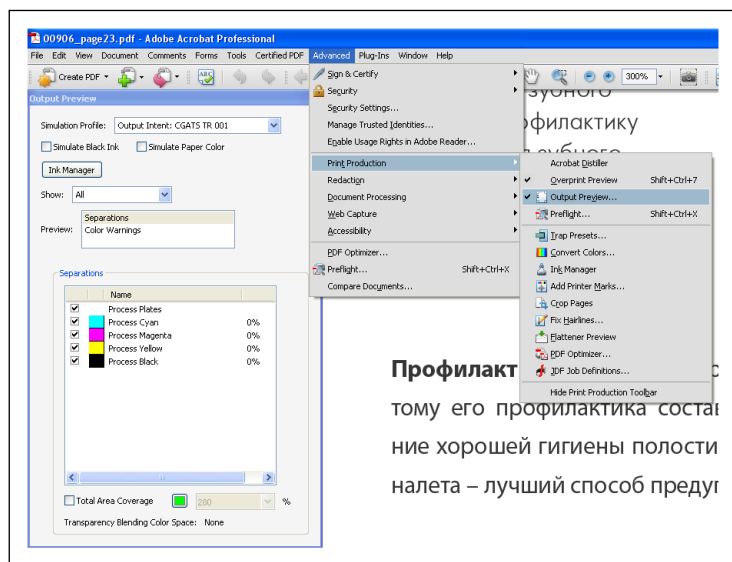 00906_page23.pdf - Adobe Acrobat Professional
File Edit View Document Comments Forms Tools Certified PDF Advanced Plug-Ins Window Help
Create PDF
300%
Output Preview
Simulation Profile: Output Intent: CGATS TR 001
Simulate Black Ink Simulate Paper Color
Ink Manager
Show: All
Preview: Separations
Color Warnings
Separations
Name
Process Plates
Process Cyan 0%
Process Magenta 0%
Process Yellow 0%
Process Black 0%
Total Area Coverage 280 %
Transparency Blending Color Space: None
Sign & Certify
Security
Security Settings...
Manage Trusted Identities...
Enable Usage Rights in Adobe Reader...
Print Production
Redaction
Document Processing
Web Capture
Accessibility
PDF Optimizer...
Preflight... Shift+Ctrl+X
Compare Documents...
Acrobat Distiller
Overprint Preview Shift+Ctrl+7
Output Preview...
Preflight... Shift+Ctrl+X
Trap Presets...
Convert Colors...
Ink Manager
Add Printer Marks...
Crop Pages
Fix Hairlines...
Flattener Preview
PDF Optimizer...
JDF Job Definitions...
Hide Print Production Toolbar
зубного
офилактику
зубного
Профилакт
тому его профилактика состав
ние хорошей гигиены полости
налета – лучший способ предуп